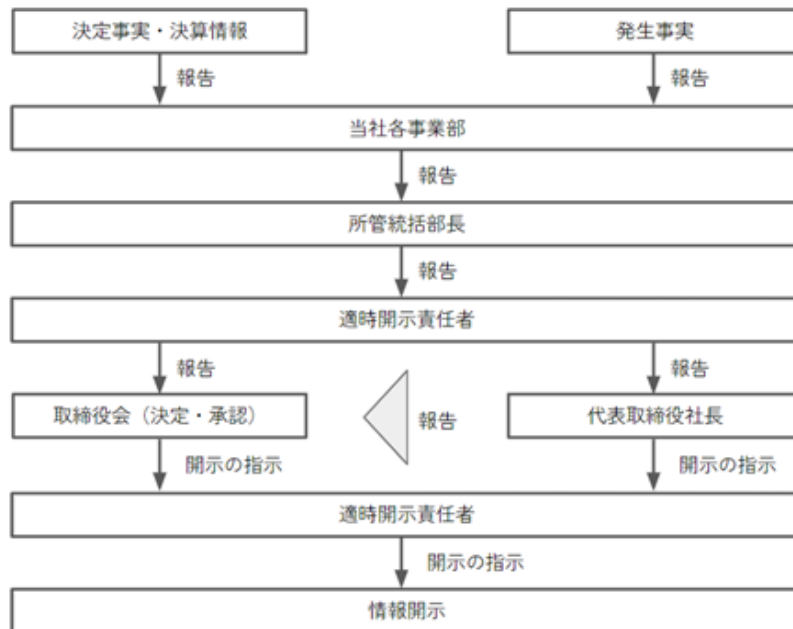 決定事実・決算情報
発生事実
報告
報告
当社各事業部
報告
所管統括部長
報告
適時開示責任者
報告
報告
取締役会（決定・承認）
報告
代表取締役社長
開示の指示
開示の指示
適時開示責任者
開示の指示
情報開示